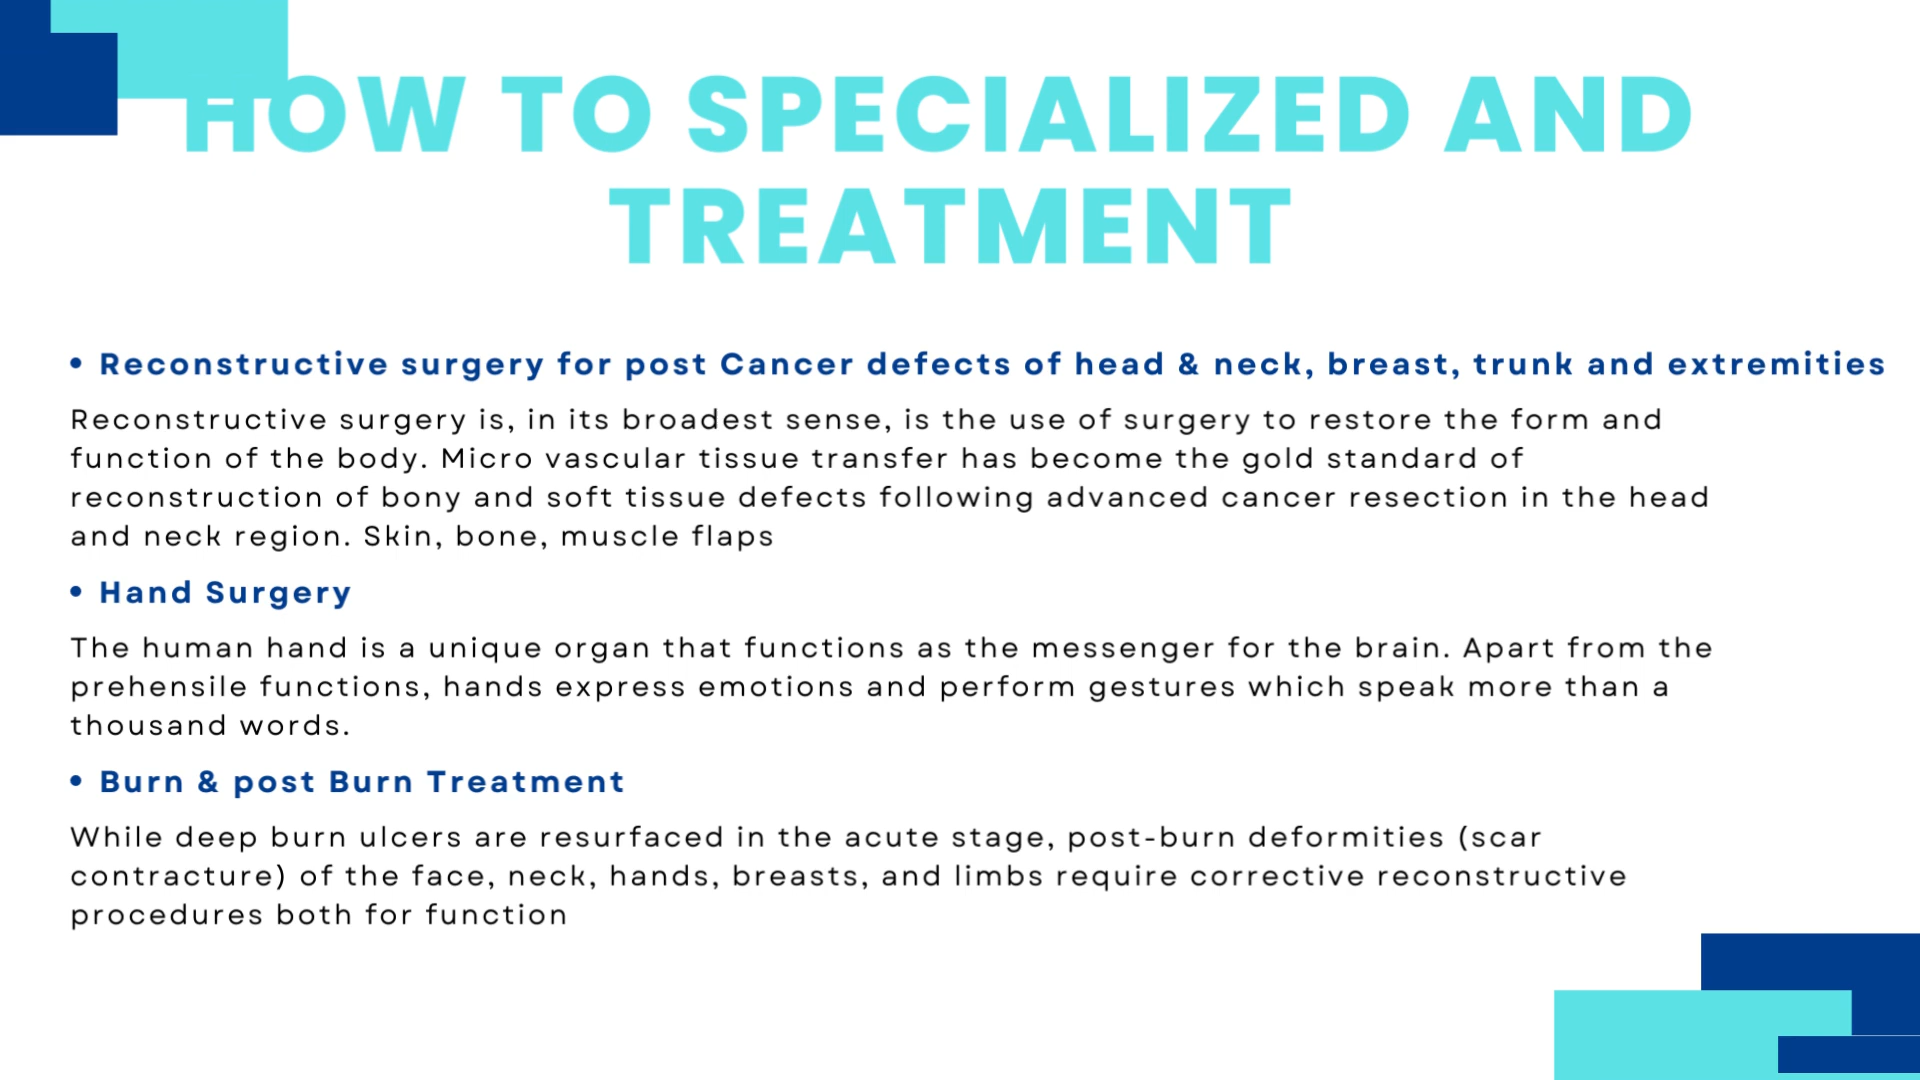 HOW TO SPECIALIZED AND
TREATMENT
• Reconstructive surgery for post Cancer defects of head & neck, breast, trunk and extremities
Reconstructive surgery is, in its broadest sense, is the use of surgery to restore the form and
function of the body. Micro vascular tissue transfer has become the gold standard of
reconstruction of bony and soft tissue defects following advanced cancer resection in the head
and neck region. Skin, bone, muscle flaps
• Hand Surgery
The human hand is a unique organ that functions as the messenger for the brain. Apart from the
prehensile functions, hands express emotions and perform gestures which speak more than a
thousand words.
• Burn & post Burn Treatment
While deep burn ulcers are resurfaced in the acute stage, post-burn deformities (scar
contracture) of the face, neck, hands, breasts, and limbs require corrective reconstructive
procedures both for function